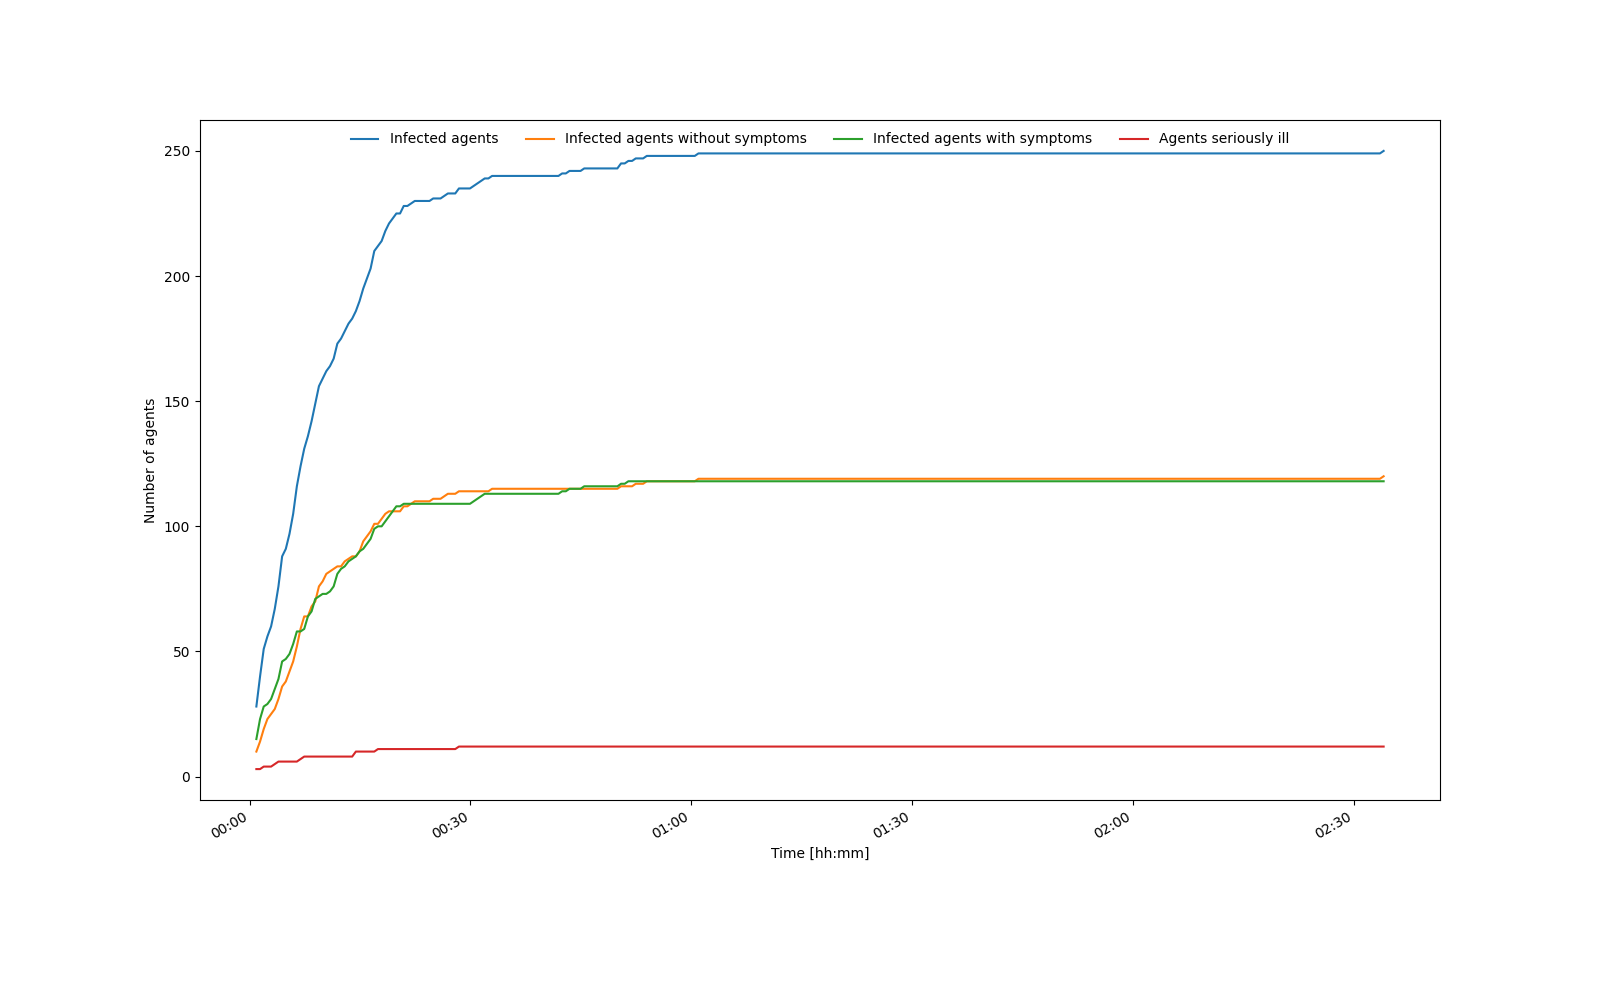 Infected agents Infected agents without symptoms Infected agents with symptoms Agents seriously ill
250
200
150
100
50
0
Number of agents
00:00 00:30 01:00 01:30 02:00 02:30
Time [hh:mm]